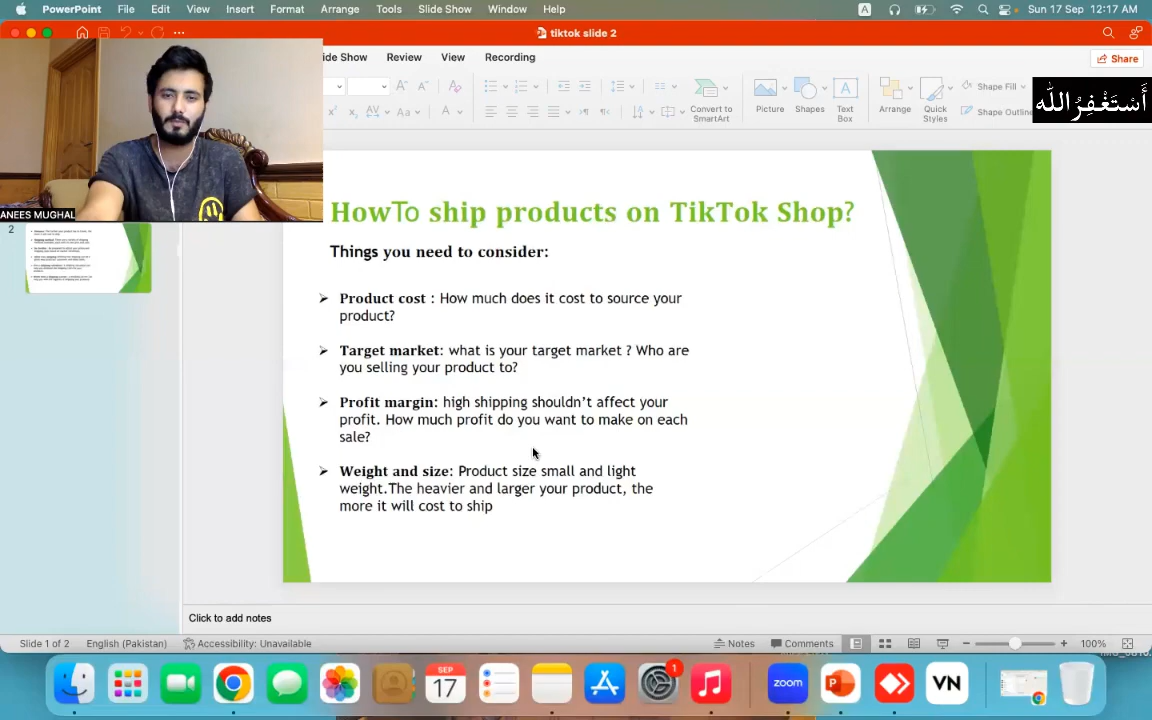 PowerPoint File Edit View Insert Format Arrange Tools Slide Show Window Help A Sun 17 Sep 12:17 AM
tiktok slide 2
ide Show Review View Recording
Share
Convert to
SmartArt
Picture Shapes Text
Box
Arrange Quick
Styles
Shape Fill
Shape Outline
أستغفر الله
ANEES MUGHAL
2
HowTo ship products on TikTok Shop?
Things you need to consider:
➢ Product cost : How much does it cost to source your
product?
➢ Target market: what is your target market ? Who are
you selling your product to?
➢ Profit margin: high shipping shouldn’t affect your
profit. How much profit do you want to make on each
sale?
➢ Weight and size: Product size small and light
weight.The heavier and larger your product, the
more it will cost to ship
Click to add notes
Slide 1 of 2 English (Pakistan) Accessibility: Unavailable Notes Comments 100%
SEP
17
1
zoom
VN